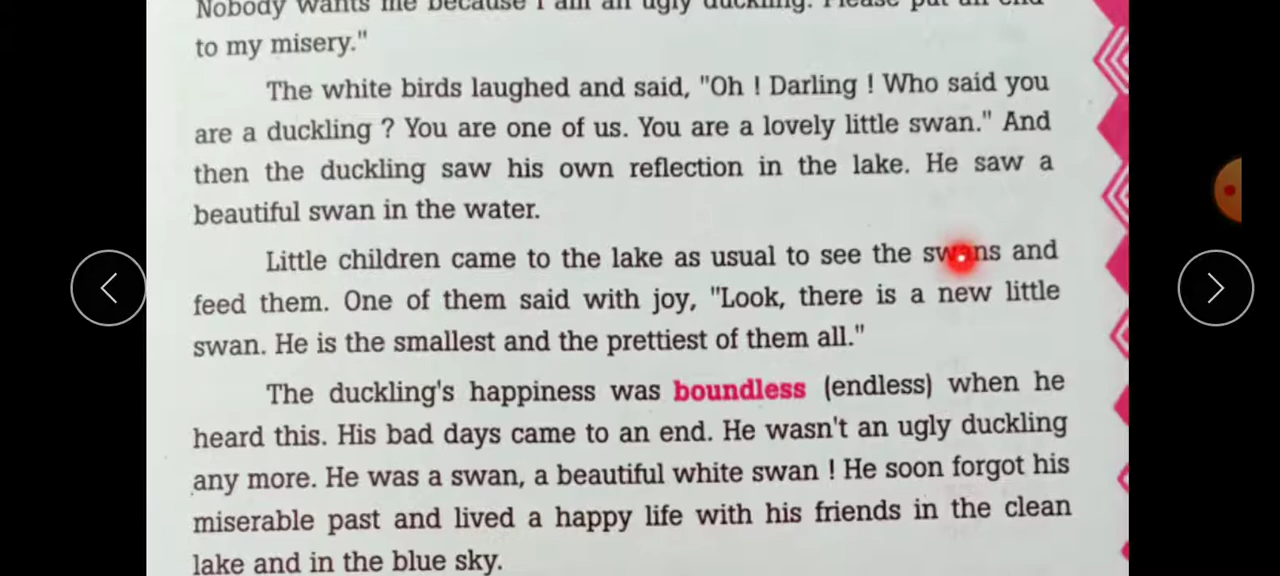 Nobody wants me because I am an ugly duckling. Please put an end
to my misery."
The white birds laughed and said, "Oh ! Darling ! Who said you
are a duckling ? You are one of us. You are a lovely little swan." And
then the duckling saw his own reflection in the lake. He saw a
beautiful swan in the water.
Little children came to the lake as usual to see the swans and
feed them. One of them said with joy, "Look, there is a new little
swan. He is the smallest and the prettiest of them all."
The duckling's happiness was boundless (endless) when he
heard this. His bad days came to an end. He wasn't an ugly duckling
any more. He was a swan, a beautiful white swan ! He soon forgot his
miserable past and lived a happy life with his friends in the clean
lake and in the blue sky.